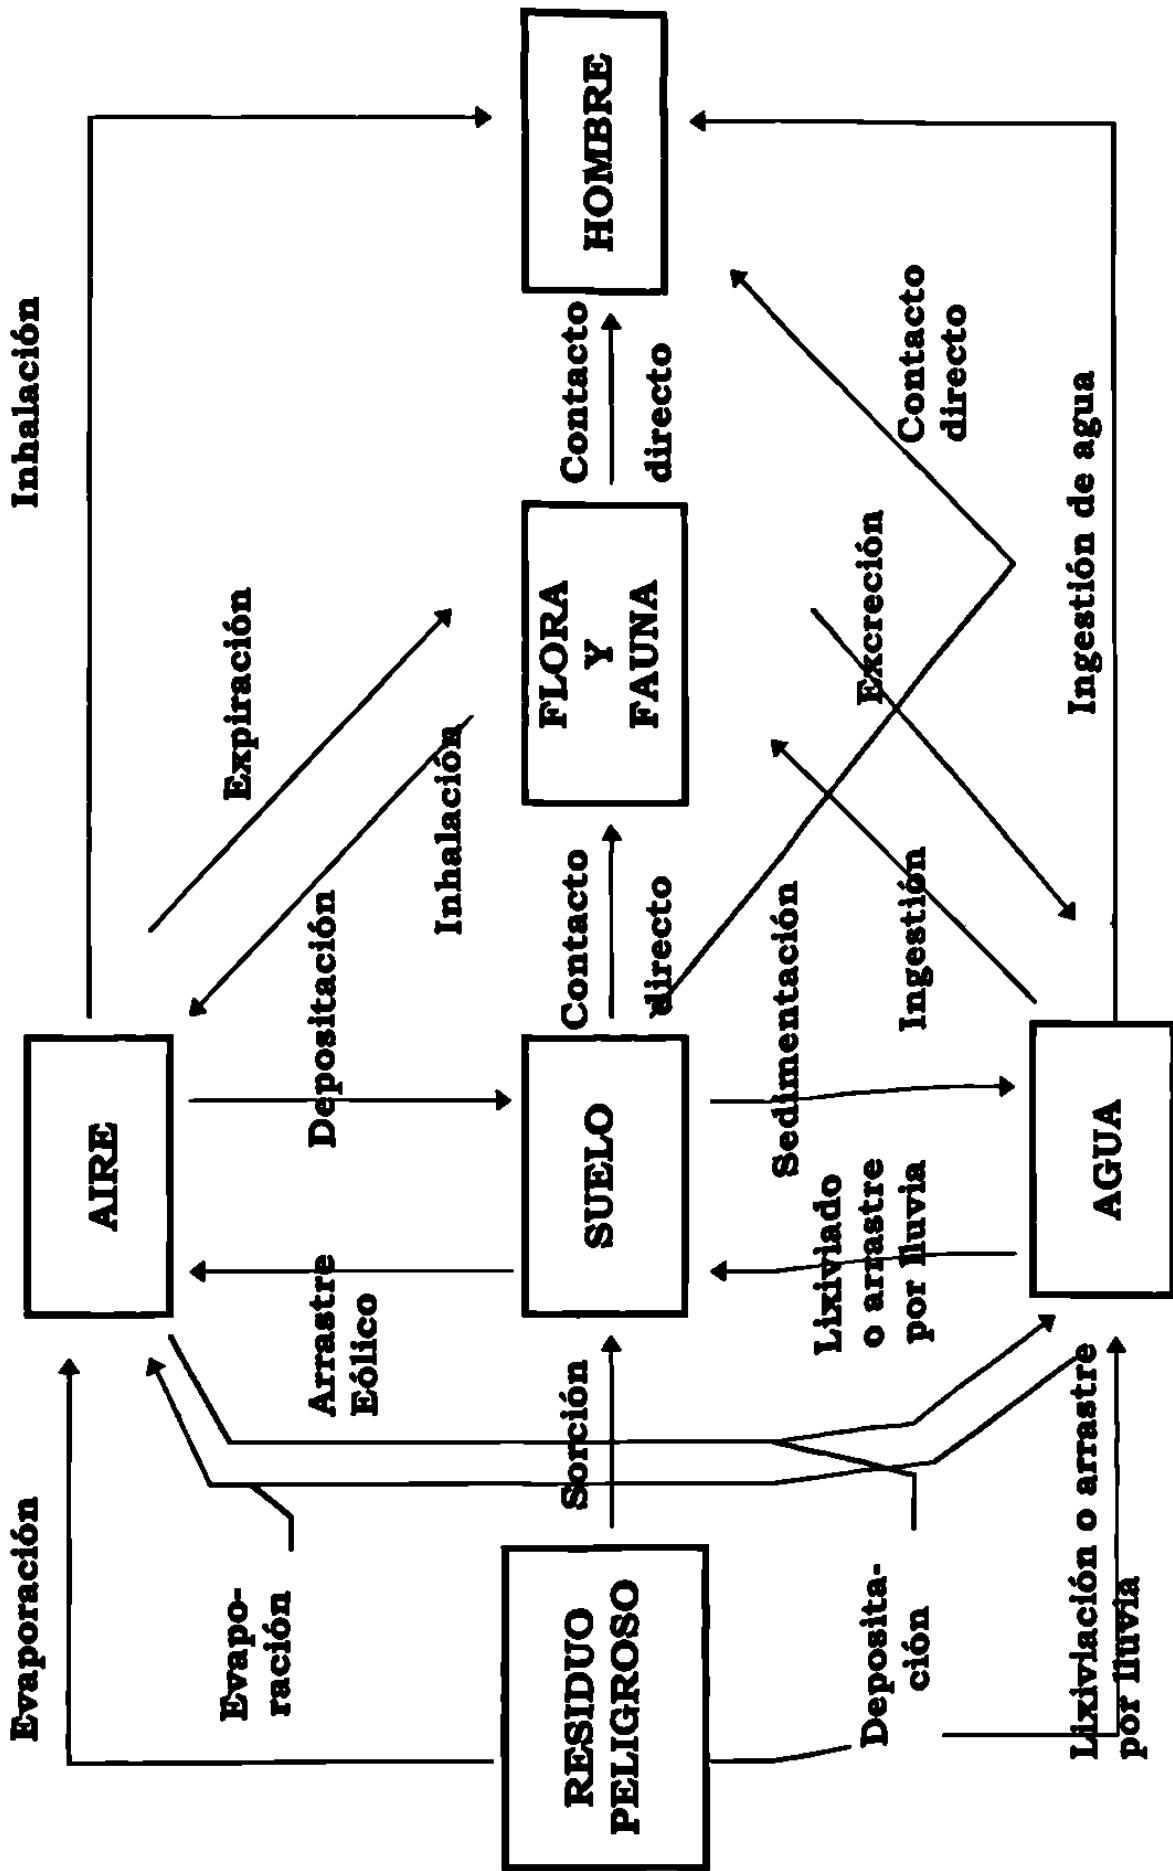 Evaporación
Inhalación
AIRE
Expiración
Evapo-
ración
Arrastre
Eólico
Depositación
Inhalación
RESIDUO
PELIGROSO
Sorción
SUELO
Contacto
directo
FLORA
Y
FAUNA
Contacto
directo
HOMBRE
Deposita-
ción
Lixiviado
o arrastre
por lluvia
Sedimentación
Ingestión
Excreción
Contacto
directo
Lixiviación o arrastre
por lluvia
AGUA
Ingestión de agua